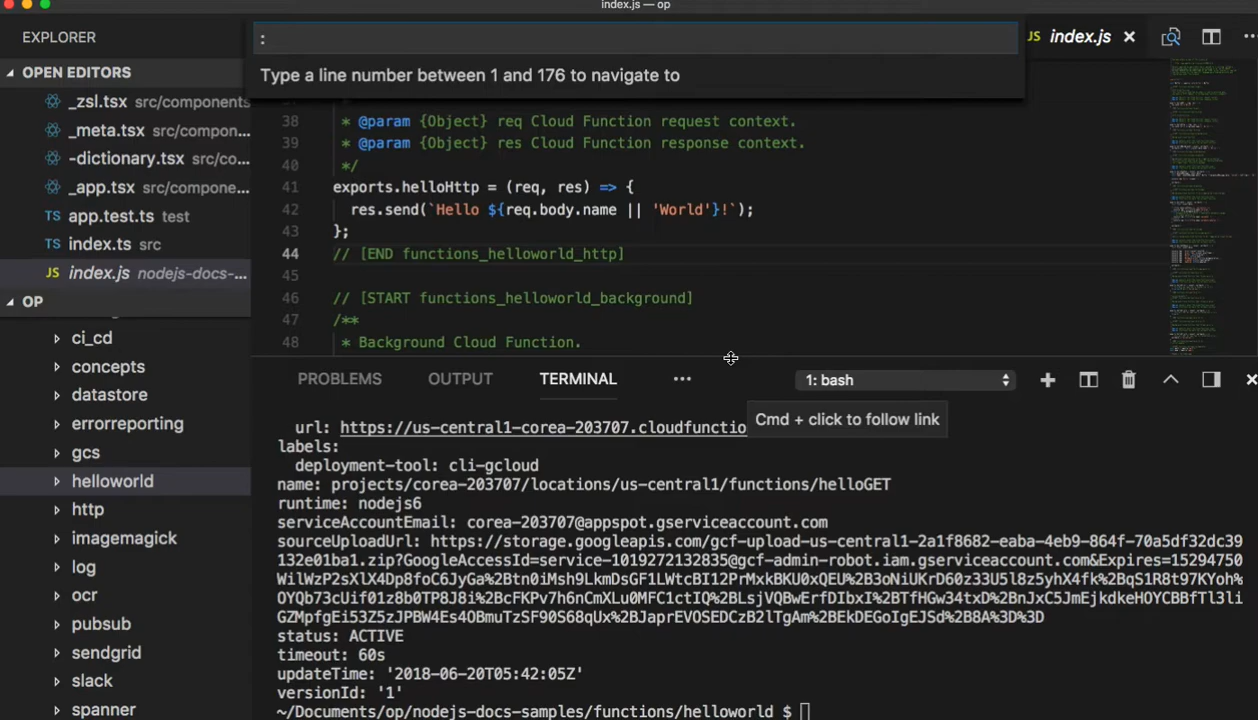 index.js — op
EXPLORER
OPEN EDITORS
_zsl.tsx src/components
_meta.tsx src/compon...
-dictionary.tsx src/co...
_app.tsx src/compone...
TS app.test.ts test
TS index.ts src
JS index.js nodejs-docs-...
OP
ci_cd
concepts
datastore
errorreporting
gcs
helloworld
http
imagemagick
log
ocr
pubsub
sendgrid
slack
spanner
:
Type a line number between 1 and 176 to navigate to
JS index.js
38 * @param {Object} req Cloud Function request context.
39 * @param {Object} res Cloud Function response context.
40 */
41 exports.helloHttp = (req, res) => {
42 res.send(`Hello ${req.body.name || 'World'}!`);
43 };
44 // [END functions_helloworld_http]
45
46 // [START functions_helloworld_background]
47 /**
48 * Background Cloud Function.
PROBLEMS OUTPUT TERMINAL ... 1: bash
Cmd + click to follow link
url: https://us-central1-corea-203707.cloudfunctio
labels:
deployment-tool: cli-gcloud
name: projects/corea-203707/locations/us-central1/functions/helloGET
runtime: nodejs6
serviceAccountEmail: corea-203707@appspot.gserviceaccount.com
sourceUploadUrl: https://storage.googleapis.com/gcf-upload-us-central1-2a1f8682-eaba-4eb9-864f-70a5df32dc39
132e01ba1.zip?GoogleAccessId=service-1019272132835@gcf-admin-robot.iam.gserviceaccount.com&Expires=15294750
WilWzP2sXlX4Dp8foC6JyGa%2Btn0iMsh9LkmDsGF1LWtcBI12PrMxkBKU0xQEU%2B3oNiUKrD60z33U5l8z5yhX4fk%2BqS1R8t97KYoh%
OYQb73cUif01z8b0TP8J8i%2BcFKPv7h6nCmXLu0MFC1ctIQ%2BLsjVQBwErfDIbxI%2BTfHGw34txD%2BnJxC5JmEjkdkeHOYCBBfTl3li
GZMpfgEi53Z5zJPBW4Es4OBmuTzSF90S68qUx%2BJaprEVOSEDCzB2lTgAm%2BEkDEGoIgEJSd%2B8A%3D%3D
status: ACTIVE
timeout: 60s
updateTime: '2018-06-20T05:42:05Z'
versionId: '1'
~/Documents/op/nodejs-docs-samples/functions/helloworld $